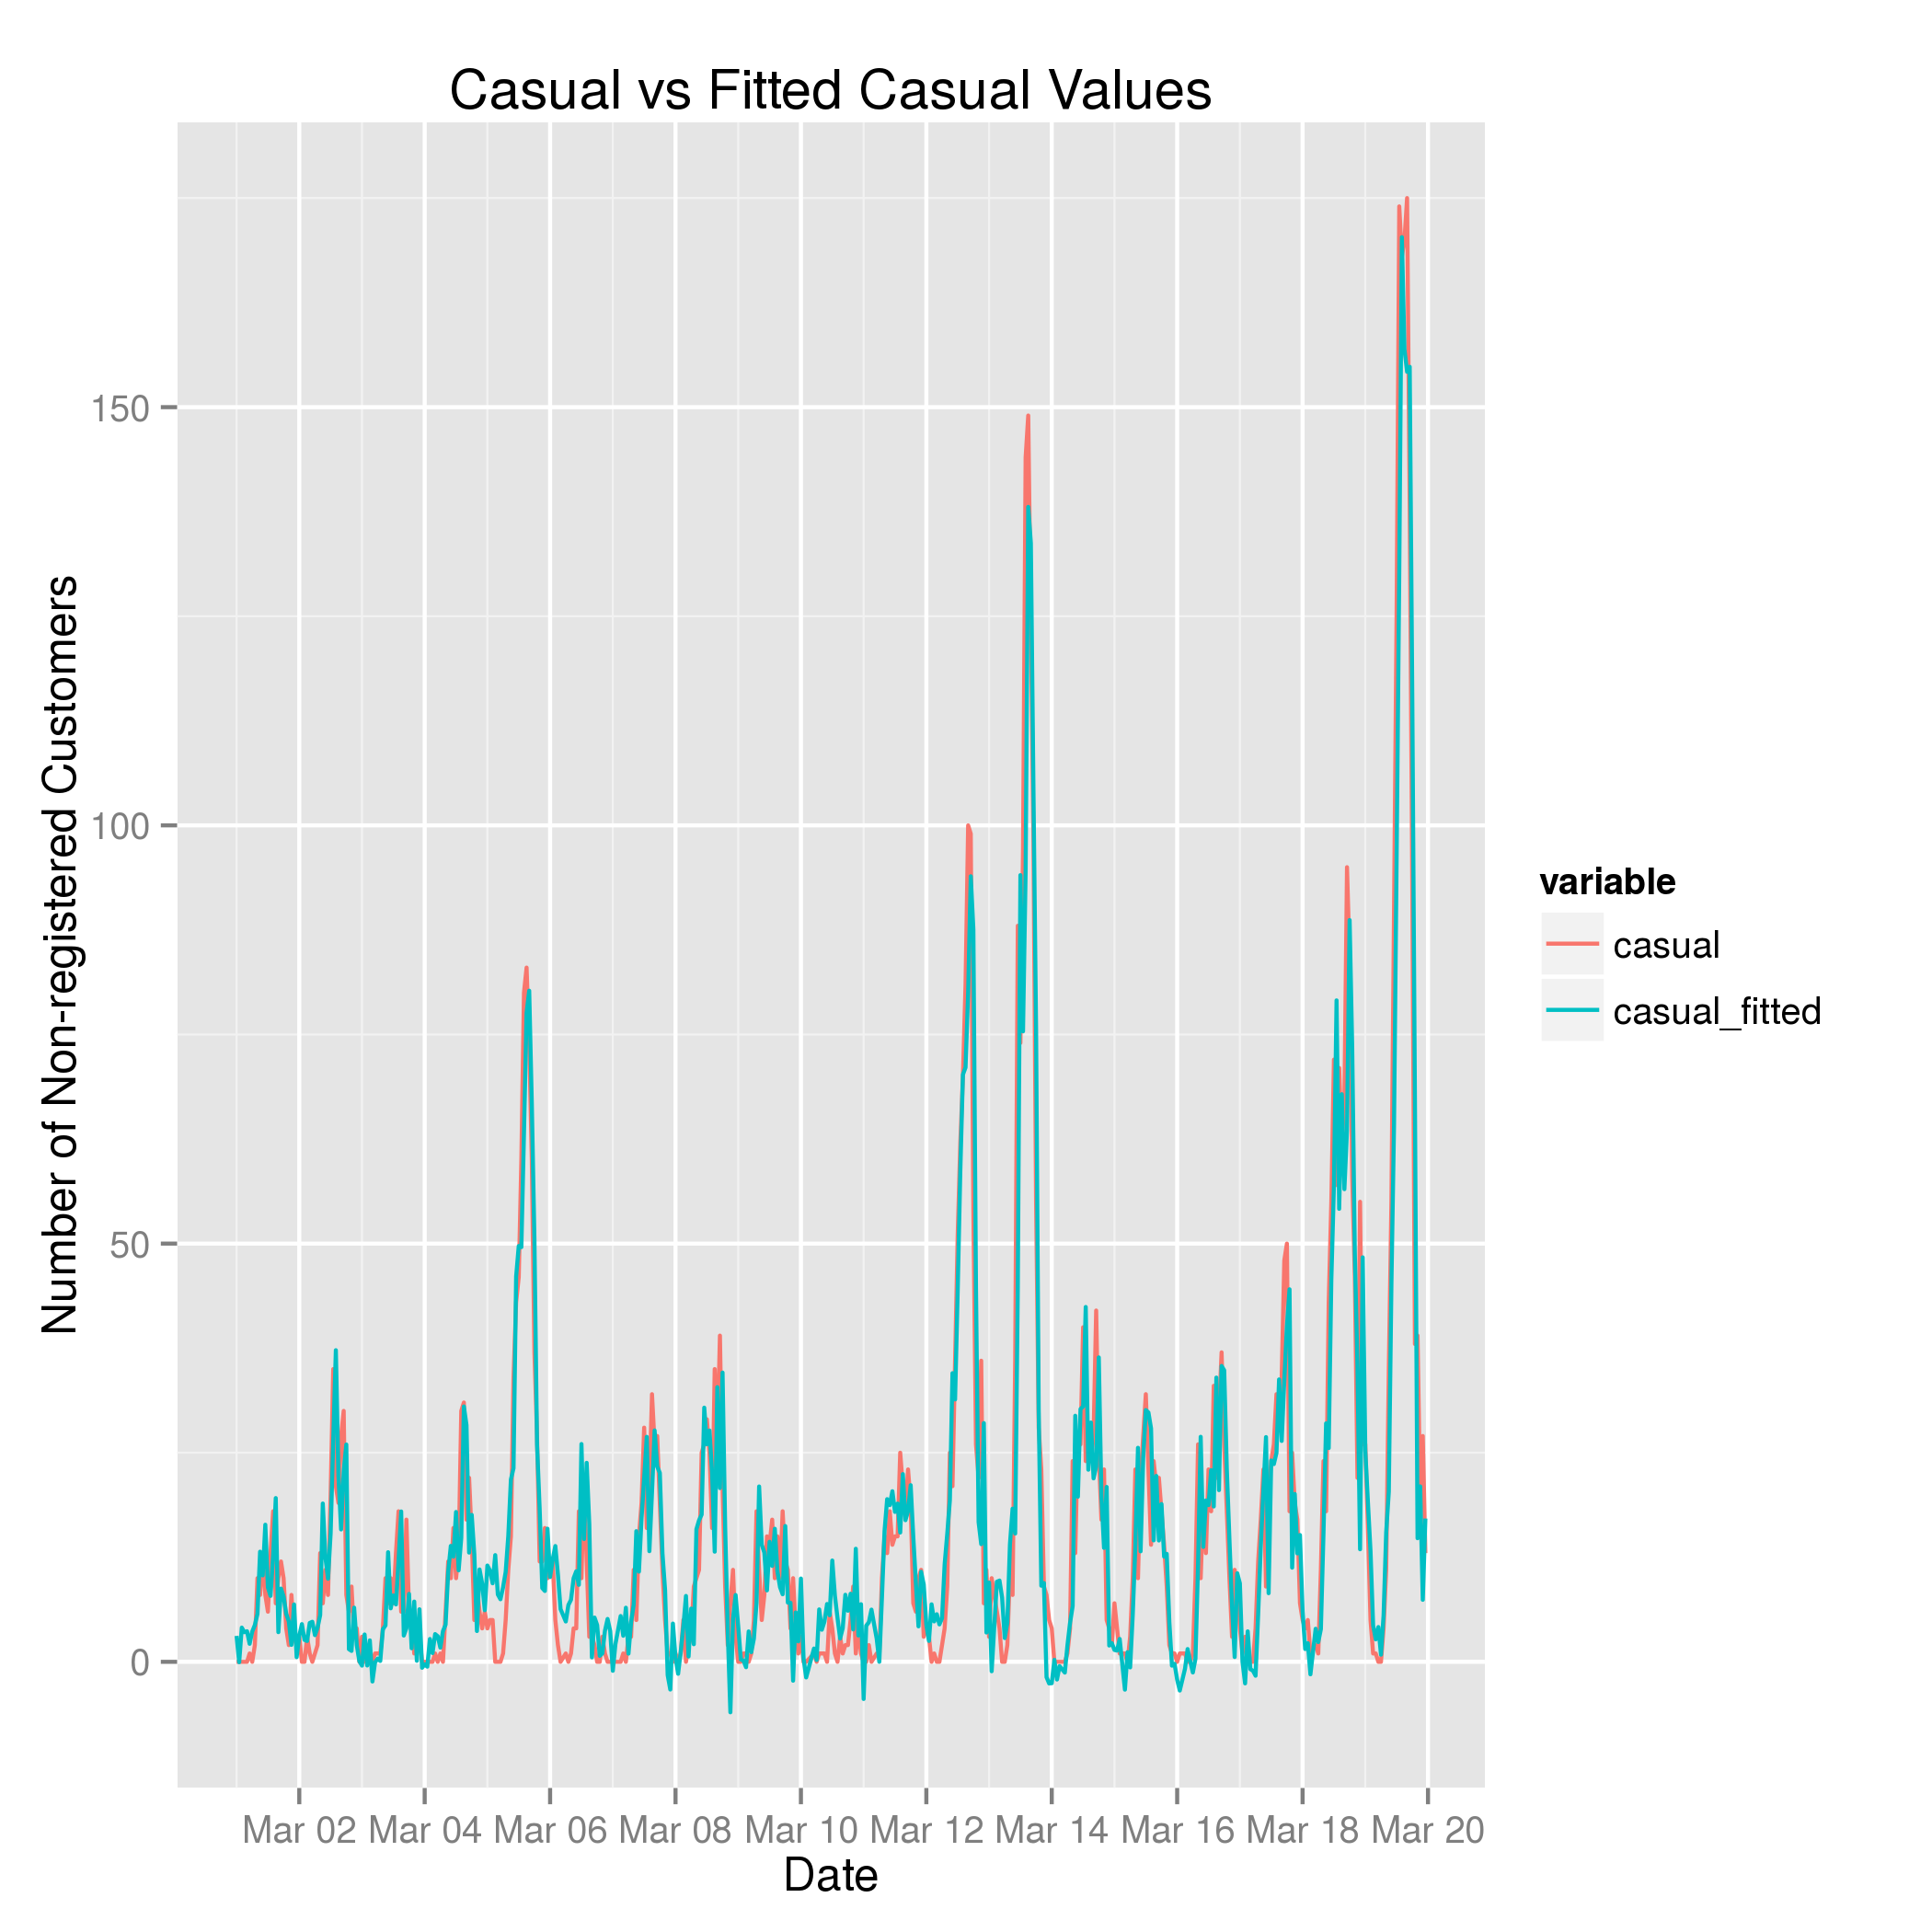 Casual vs Fitted Casual Values
Number of Non-registered Customers
150
100
50
0
Mar 02 Mar 04 Mar 06 Mar 08 Mar 10 Mar 12 Mar 14 Mar 16 Mar 18 Mar 20
Date
variable
casual
casual_fitted